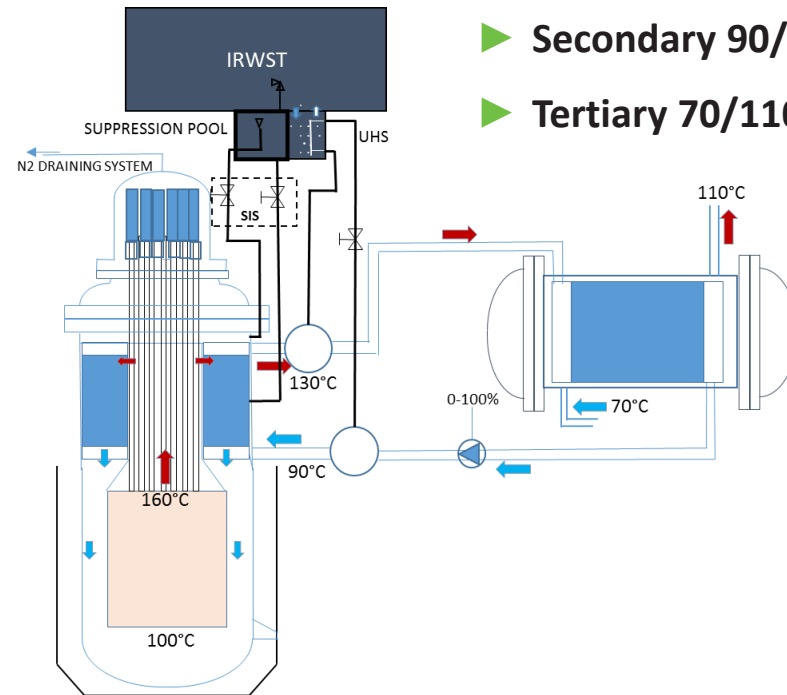 Secondary 90/
Tertiary 70/110
IRWST
SUPPRESSION POOL
UHS
N2 DRAINING SYSTEM
SIS
110°C
130°C
0-100%
70°C
90°C
160°C
100°C